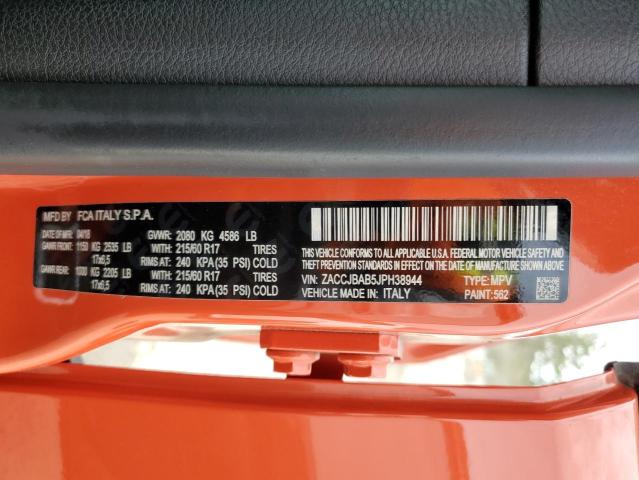 MFD BY FCA ITALY S.P.A.
DATE OF MFR 04/18 GVWR: 2080 KG 4586 LB
GAWR FRONT: 1150 KG 2535 LB WITH: 215/60 R17 TIRES
17x6,5 RIMS AT: 240 KPA(35 PSI) COLD
GAWR REAR: 1000 KG 2205 LB WITH: 215/60 R17 TIRES
17x6,5 RIMS AT: 240 KPA(35 PSI) COLD
THIS VEHICLE CONFORMS TO ALL APPLICABLE U.S.A. FEDERAL MOTOR VEHICLE SAFETY
AND THEFT PREVENTION STANDARDS IN EFFECT ON THE DATE OF MANUFACTURE SHOWN ABOVE
VIN: ZACCJBAB5JPH38944 TYPE: MPV
VEHICLE MADE IN: ITALY PAINT: 562